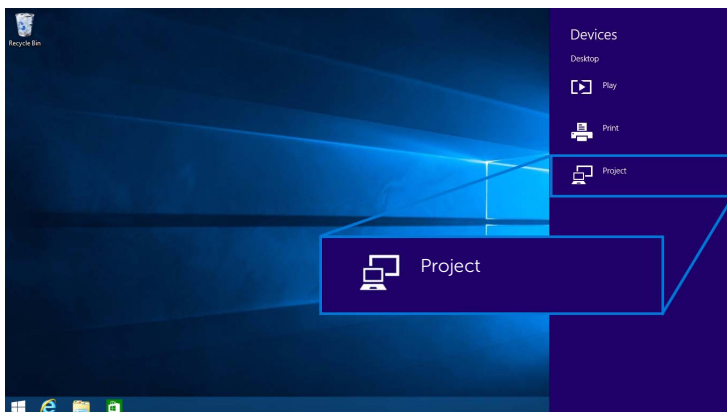 Recycle Bin
Devices
Desktop
Play
Print
Project
Project